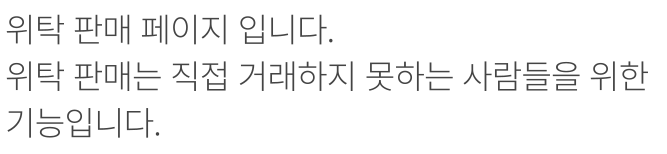 위탁 판매 페이지 입니다.
위탁 판매는 직접 거래하지 못하는 사람들을 위한
기능입니다.